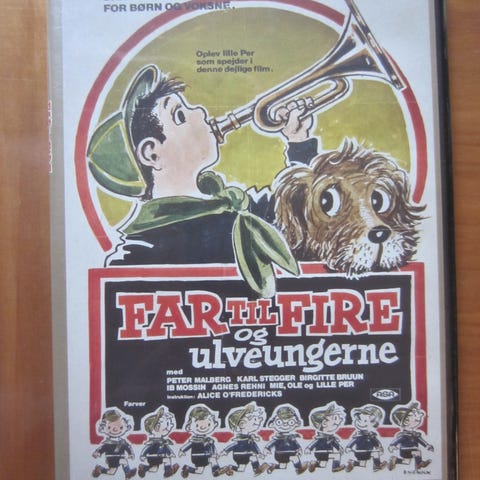 FOR BØRN OG VOKSNE.
Oplev lille Per
som spejder i
denne dejlige film.
FAR TIL FIRE
og
ulveungerne
med
PETER MALBERG KARL STEGGER BIRGITTE BRUUN
IB MOSSIN AGNES REHNI MIE, OLE og LILLE PER
Instruktion: ALICE O'FREDERICKS
ASA
Farver